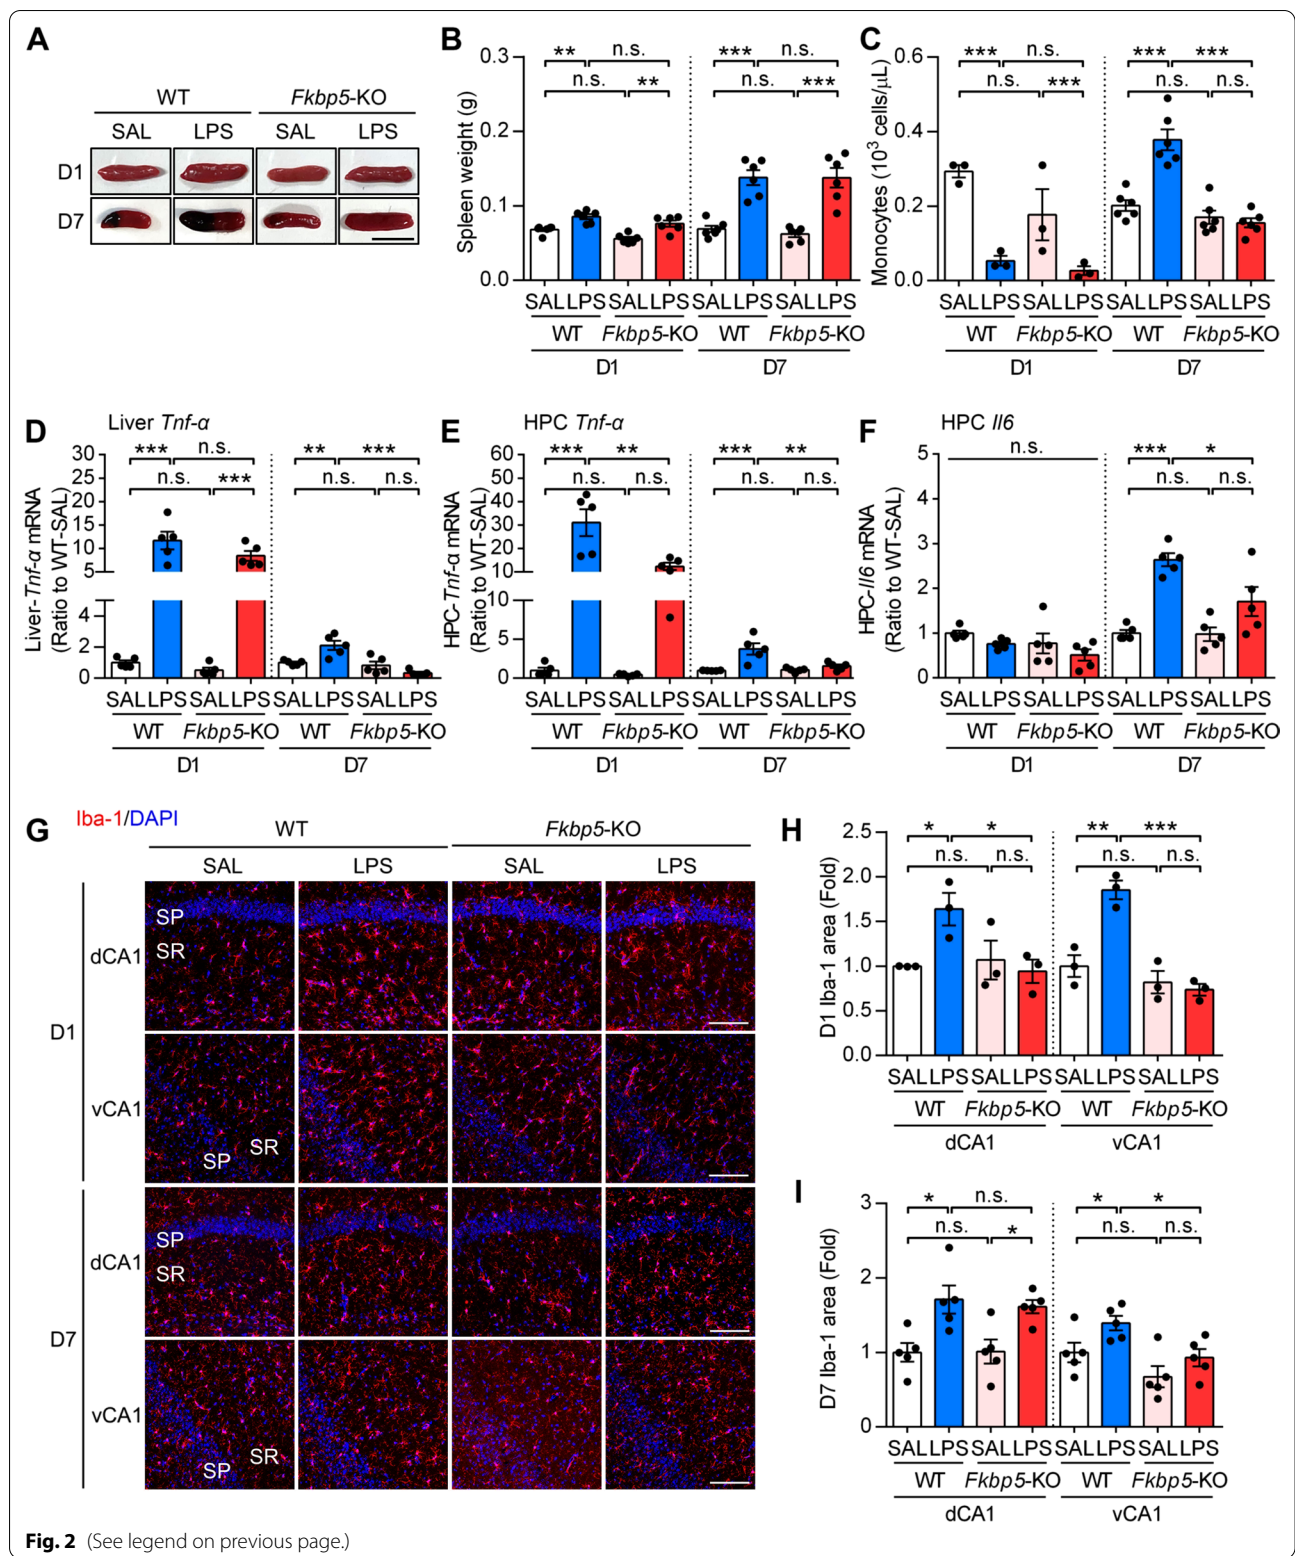 A
WT
Fkbp5-KO
SAL
LPS
SAL
LPS
D1
D7
B
Spleen weight (g)
0.3
0.2
0.1
0.0
** n.s. *** n.s.
n.s. ** n.s. ***
SAL LPS SAL LPS SAL LPS SAL LPS
WT Fkbp5-KO WT Fkbp5-KO
D1 D7
C
Monocytes (10³ cells/μL)
0.6
0.4
0.2
0.0
*** n.s. *** ***
n.s. *** n.s. n.s.
SAL LPS SAL LPS SAL LPS SAL LPS
WT Fkbp5-KO WT Fkbp5-KO
D1 D7
D
Liver Tnf-α
Liver-Tnf-α mRNA
(Ratio to WT-SAL)
30
25
20
15
10
5
4
2
0
*** n.s. ** ***
n.s. *** n.s. n.s.
SAL LPS SAL LPS SAL LPS SAL LPS
WT Fkbp5-KO WT Fkbp5-KO
D1 D7
E
HPC Tnf-α
HPC-Tnf-α mRNA
(Ratio to WT-SAL)
60
50
40
30
20
10
10
5
0
*** ** *** **
n.s. n.s. n.s. n.s.
SAL LPS SAL LPS SAL LPS SAL LPS
WT Fkbp5-KO WT Fkbp5-KO
D1 D7
F
HPC Il6
HPC-Il6 mRNA
(Ratio to WT-SAL)
5
4
3
2
1
0
n.s. *** *
n.s. n.s.
SAL LPS SAL LPS SAL LPS SAL LPS
WT Fkbp5-KO WT Fkbp5-KO
D1 D7
G
Iba-1/DAPI
WT Fkbp5-KO
SAL LPS SAL LPS
D1
dCA1
SP
SR
vCA1
SR
SP
D7
dCA1
SP
SR
vCA1
SR
SP
H
D1 Iba-1 area (Fold)
2.5
2.0
1.5
1.0
0.5
0.0
* * ** ***
n.s. n.s. n.s. n.s.
SAL LPS SAL LPS SAL LPS SAL LPS
WT Fkbp5-KO WT Fkbp5-KO
dCA1 vCA1
I
D7 Iba-1 area (Fold)
3
2
1
0
* n.s. * *
n.s. * n.s. n.s.
SAL LPS SAL LPS SAL LPS SAL LPS
WT Fkbp5-KO WT Fkbp5-KO
dCA1 vCA1
Fig. 2 (See legend on previous page.)